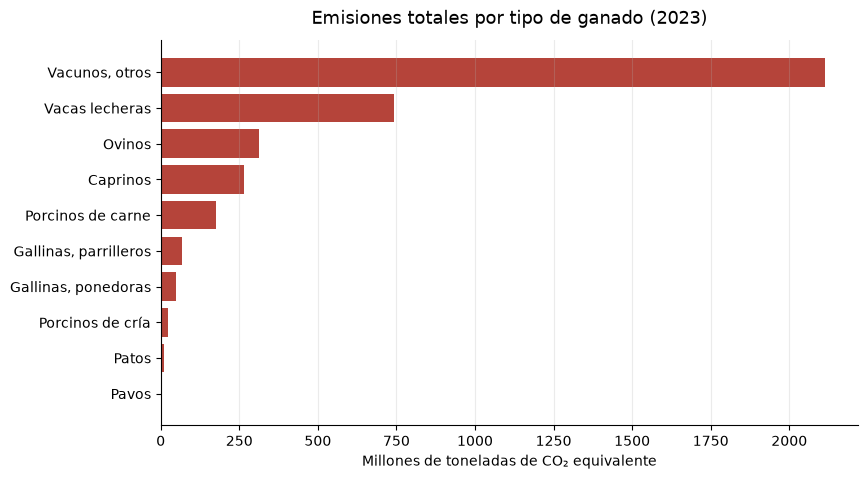 Emisiones totales por tipo de ganado (2023)
Vacunos, otros
Vacas lecheras
Ovinos
Caprinos
Porcinos de carne
Gallinas, parrilleros
Gallinas, ponedoras
Porcinos de cría
Patos
Pavos
0 250 500 750 1000 1250 1500 1750 2000
Millones de toneladas de CO₂ equivalente